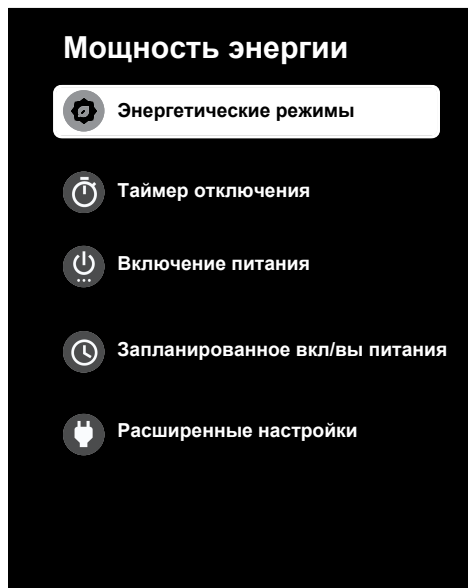 Мощность энергии
Энергетические режимы
Таймер отключения
Включение питания
Запланированное вкл/вы питания
Расширенные настройки